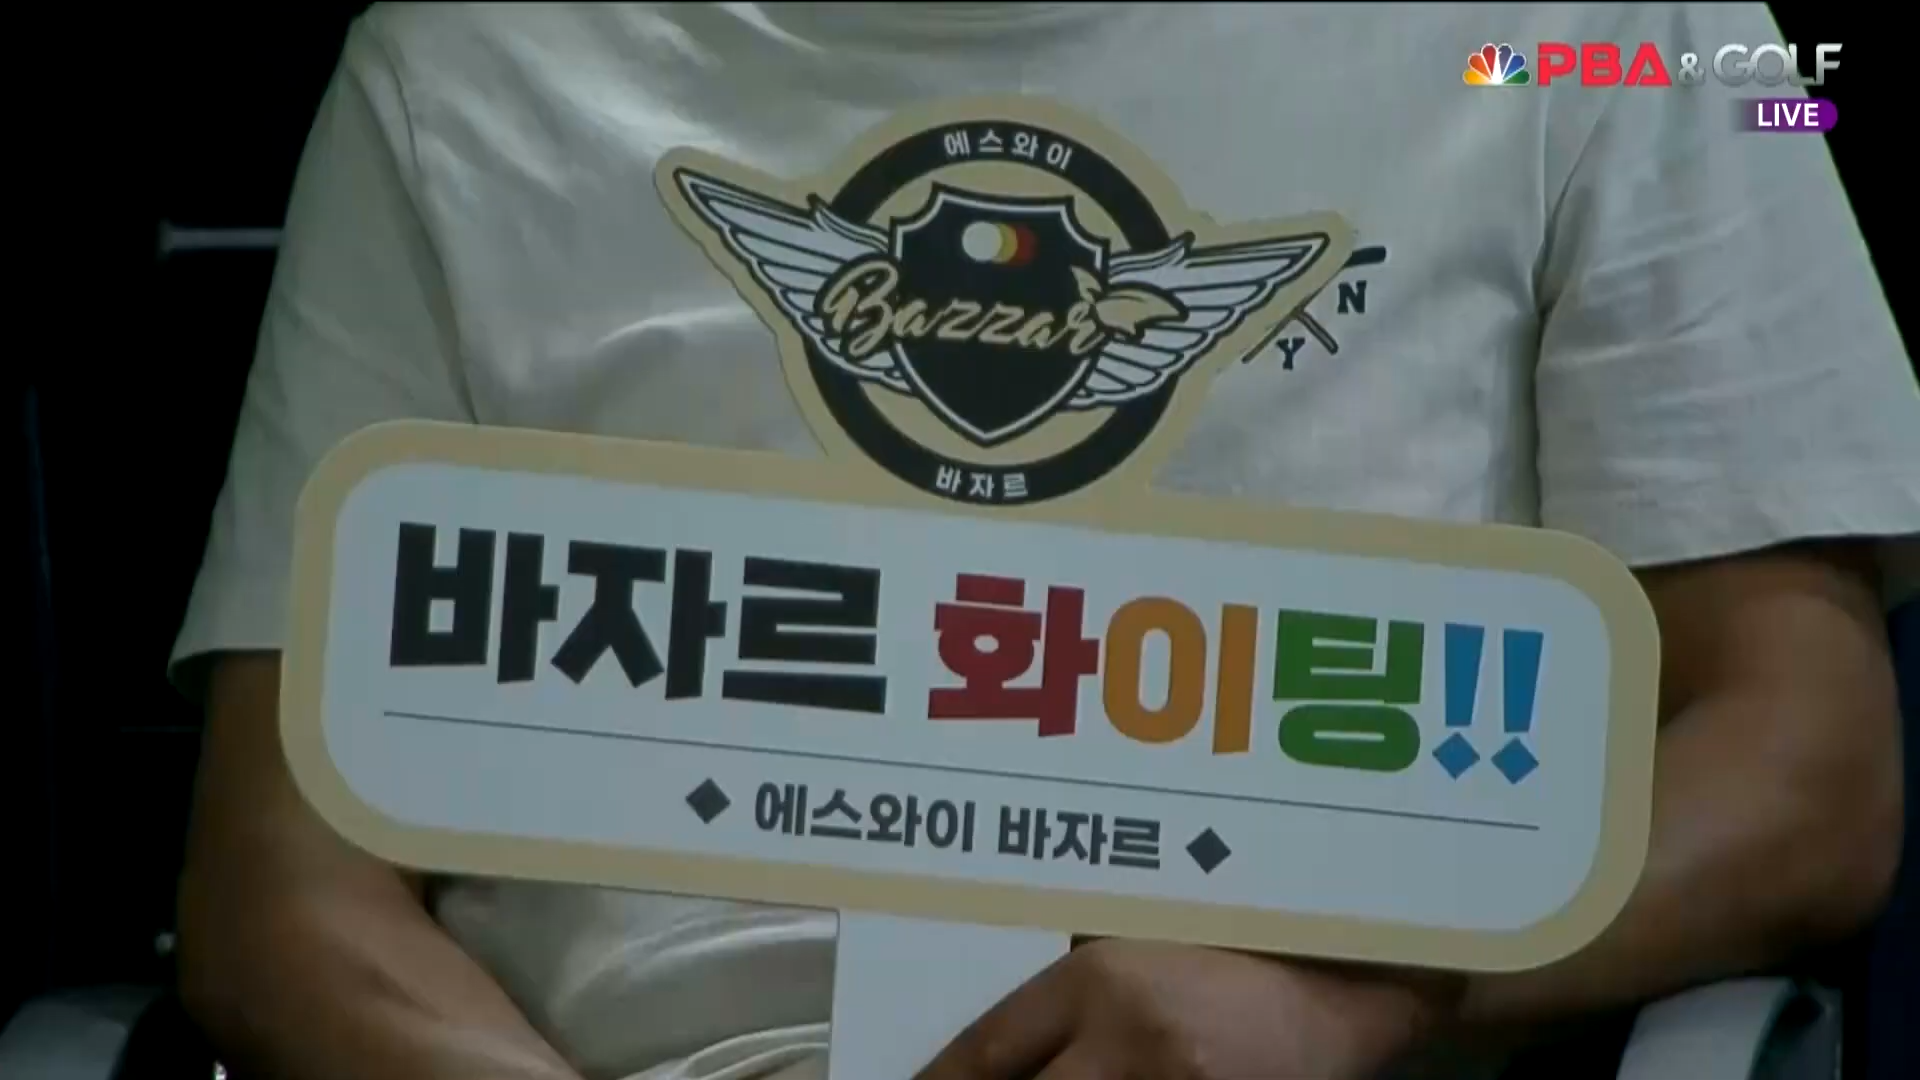 PBA & GOLF
LIVE
에스와이
Bazzar
N
Y
바자르
바자르 화이팅!!
◆ 에스와이 바자르 ◆